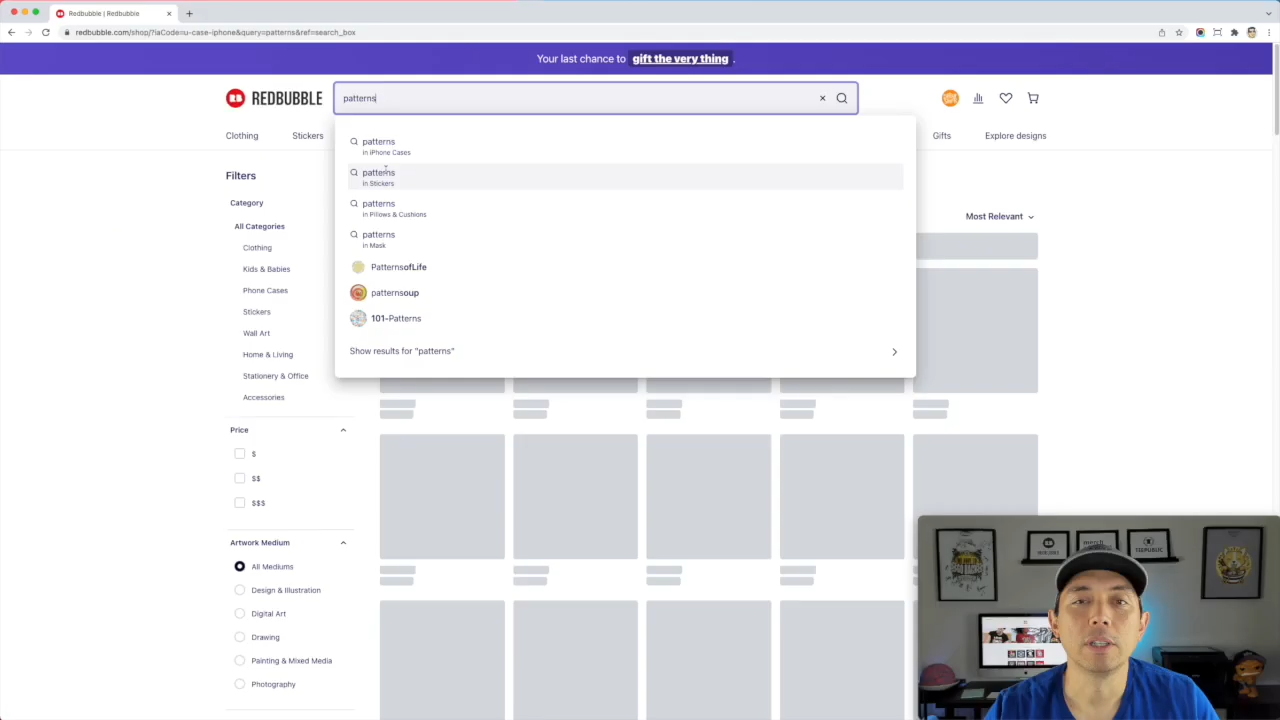 Redbubble | Redbubble
redbubble.com/shop/?iaCode=u-case-iphone&query=patterns&ref=search_box
Your last chance to gift the very thing.
RB REDBUBBLE
patterns
Clothing
Stickers
Gifts
Explore designs
patterns
in iPhone Cases
patterns
in Stickers
patterns
in Pillows & Cushions
patterns
in Mask
PatternsofLife
patternsoup
101-Patterns
Show results for "patterns"
Filters
Category
All Categories
Clothing
Kids & Babies
Phone Cases
Stickers
Wall Art
Home & Living
Stationery & Office
Accessories
Price
$
$$
$$$
Artwork Medium
All Mediums
Design & Illustration
Digital Art
Drawing
Painting & Mixed Media
Photography
Most Relevant
merch
TEEPUBLIC